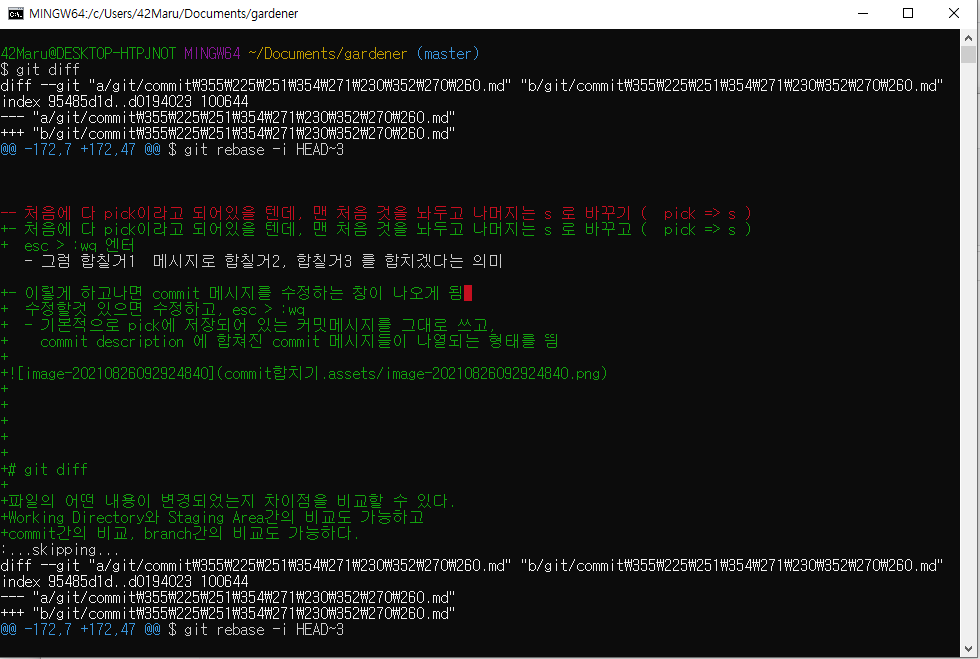 MINGW64:/c/Users/42Maru/Documents/gardener
42Maru@DESKTOP-HTPJNOT MINGW64 ~/Documents/gardener (master)
$ git diff
diff --git "a/git/commit₩355₩225₩251₩354₩271₩230₩352₩270₩260.md" "b/git/commit₩355₩225₩251₩354₩271₩230₩352₩270₩260.md"
index 95485d1d..d0194023 100644
--- "a/git/commit₩355₩225₩251₩354₩271₩230₩352₩270₩260.md"
+++ "b/git/commit₩355₩225₩251₩354₩271₩230₩352₩270₩260.md"
@@ -172,7 +172,47 @@ $ git rebase -i HEAD~3
-- 처음에 다 pick이라고 되어있을 텐데, 맨 처음 것을 놔두고 나머지는 s 로 바꾸기 (  pick => s )
+- 처음에 다 pick이라고 되어있을 텐데, 맨 처음 것을 놔두고 나머지는 s 로 바꾸고 (  pick => s )
+  esc > :wq 엔터
   - 그럼 합칠거1  메시지로 합칠거2, 합칠거3 를 합치겠다는 의미
+- 이렇게 하고나면 commit 메시지를 수정하는 창이 나오게 됨
+  수정할것 있으면 수정하고, esc > :wq
+  - 기본적으로 pick에 저장되어 있는 커밋메시지를 그대로 쓰고,
+    commit description 에 합쳐진 commit 메시지들이 나열되는 형태를 띔
+
+![image-20210826092924840](commit합치기.assets/image-20210826092924840.png)
+
+
+
+
+
+# git diff
+
+파일의 어떤 내용이 변경되었는지 차이점을 비교할 수 있다.
+Working Directory와 Staging Area간의 비교도 가능하고
+commit간의 비교, branch간의 비교도 가능하다.
:...skipping...
diff --git "a/git/commit₩355₩225₩251₩354₩271₩230₩352₩270₩260.md" "b/git/commit₩355₩225₩251₩354₩271₩230₩352₩270₩260.md"
index 95485d1d..d0194023 100644
--- "a/git/commit₩355₩225₩251₩354₩271₩230₩352₩270₩260.md"
+++ "b/git/commit₩355₩225₩251₩354₩271₩230₩352₩270₩260.md"
@@ -172,7 +172,47 @@ $ git rebase -i HEAD~3